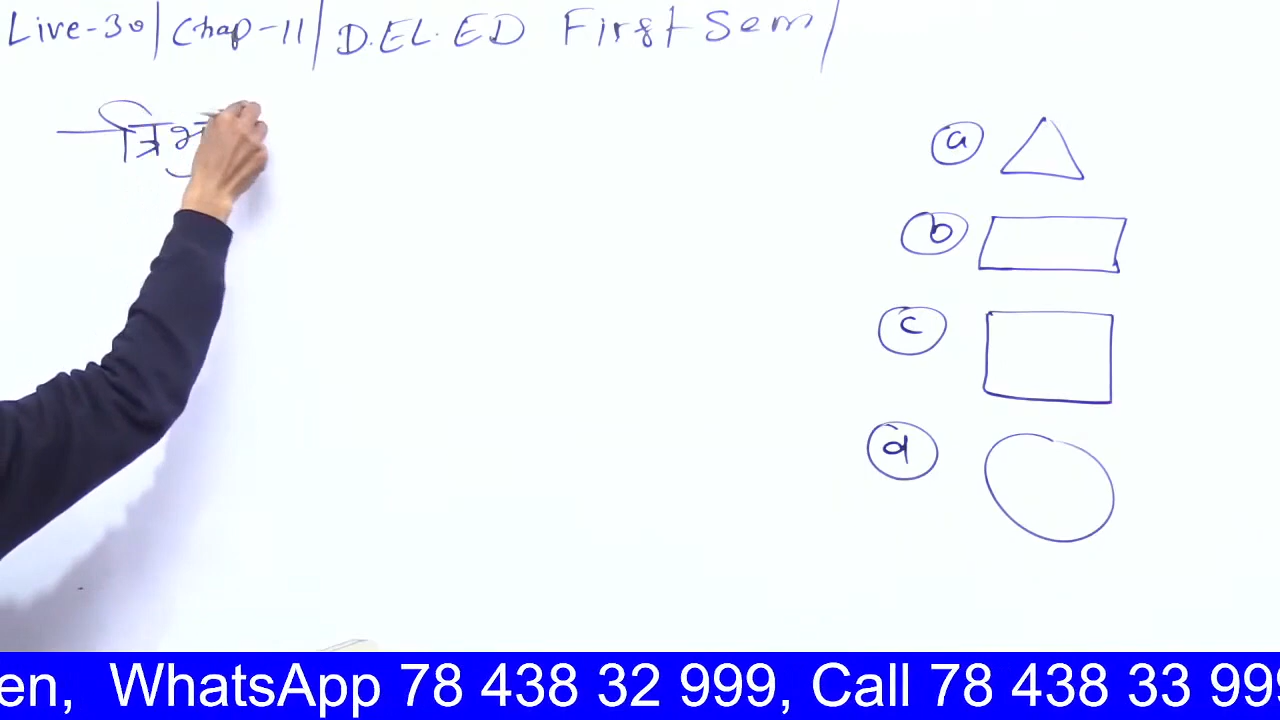 Live-30/Chap-11/D.EL.ED First Sem/
a
b
c
d
en, WhatsApp 78 438 32 999, Call 78 438 33 99